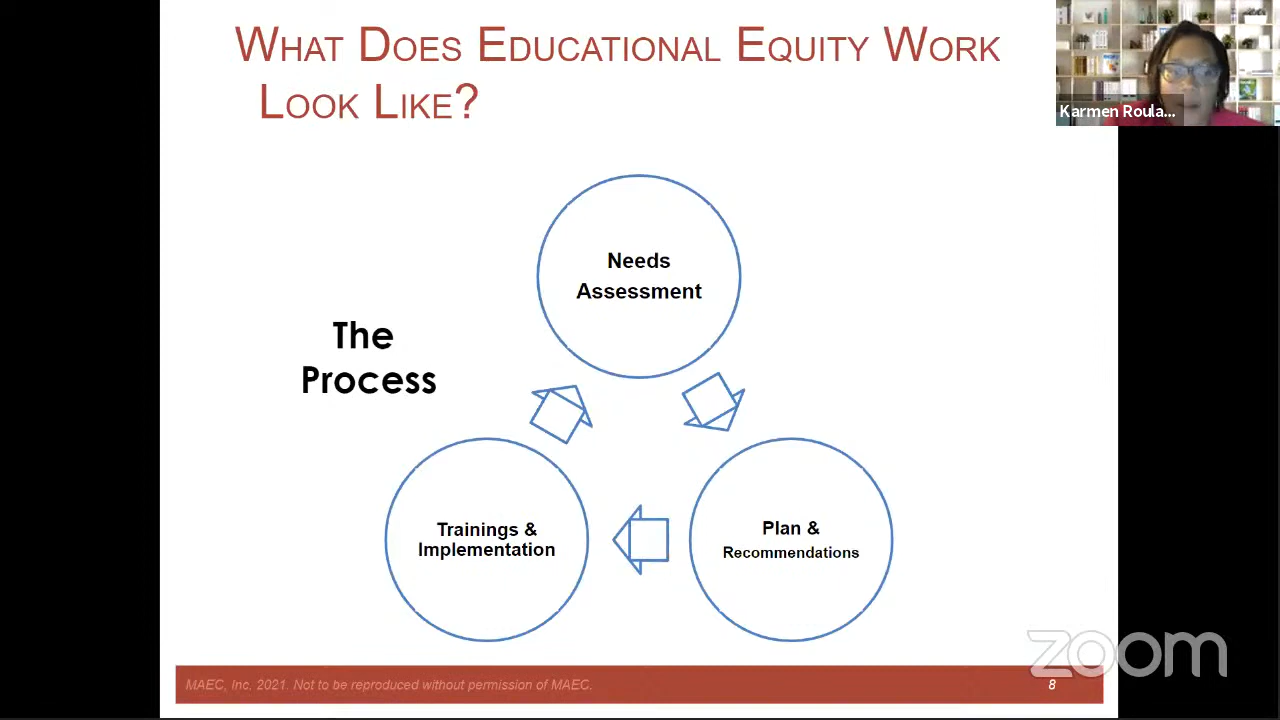 WHAT DOES EDUCATIONAL EQUITY WORK
LOOK LIKE?
Karmen Roula...
Needs
Assessment
The
Process
Trainings &
Implementation
Plan &
Recommendations
MAEC, Inc. 2021. Not to be reproduced without permission of MAEC.
8
zoom